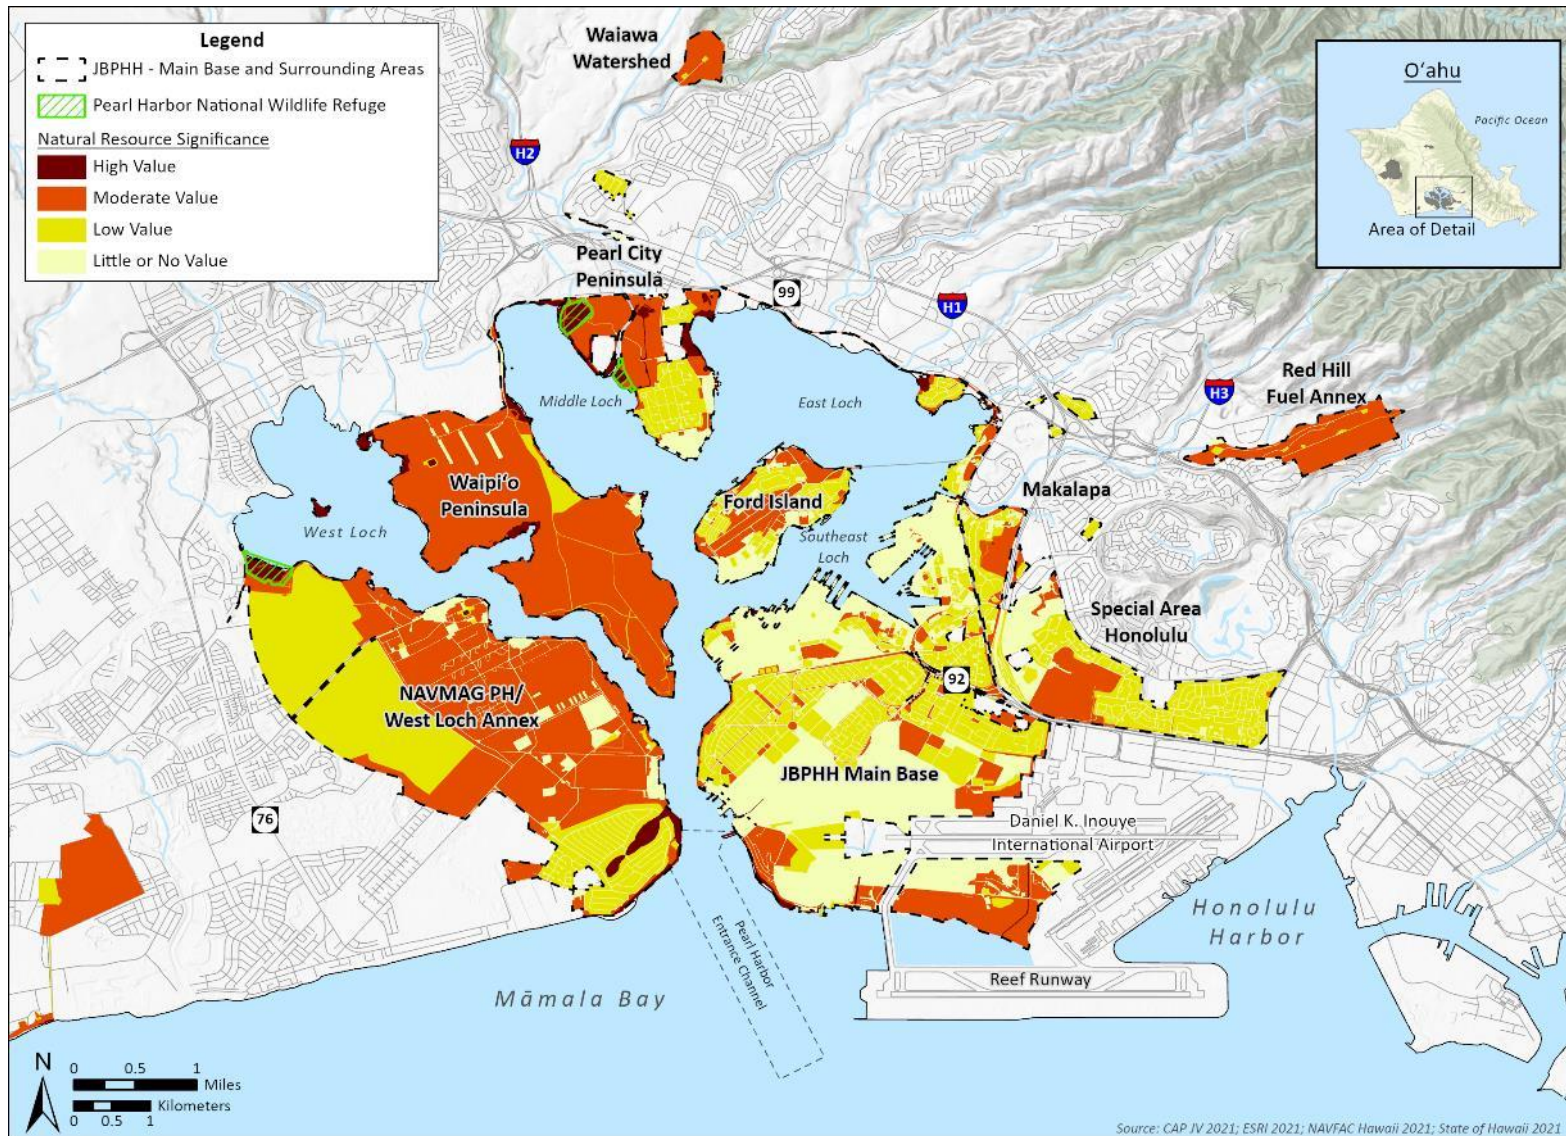 Legend
JBPHH - Main Base and Surrounding Areas
Pearl Harbor National Wildlife Refuge
Natural Resource Significance
High Value
Moderate Value
Low Value
Little or No Value
Waiawa
Watershed
O‘ahu
Pacific Ocean
Area of Detail
H2
Pearl City
Peninsula
99
H1
H3
Red Hill
Fuel Annex
Middle Loch
East Loch
Waipi‘o
Peninsula
Ford Island
Makalapa
West Loch
Southeast
Loch
Special Area
Honolulu
NAVMAG PH/
West Loch Annex
92
JBPHH Main Base
76
Daniel K. Inouye
International Airport
Honolulu
Harbor
Pearl Harbor
Entrance Channel
Reef Runway
Māmala Bay
N
0 0.5 1
Miles
Kilometers
0 0.5 1
Source: CAP JV 2021; ESRI 2021; NAVFAC Hawaii 2021; State of Hawaii 2021